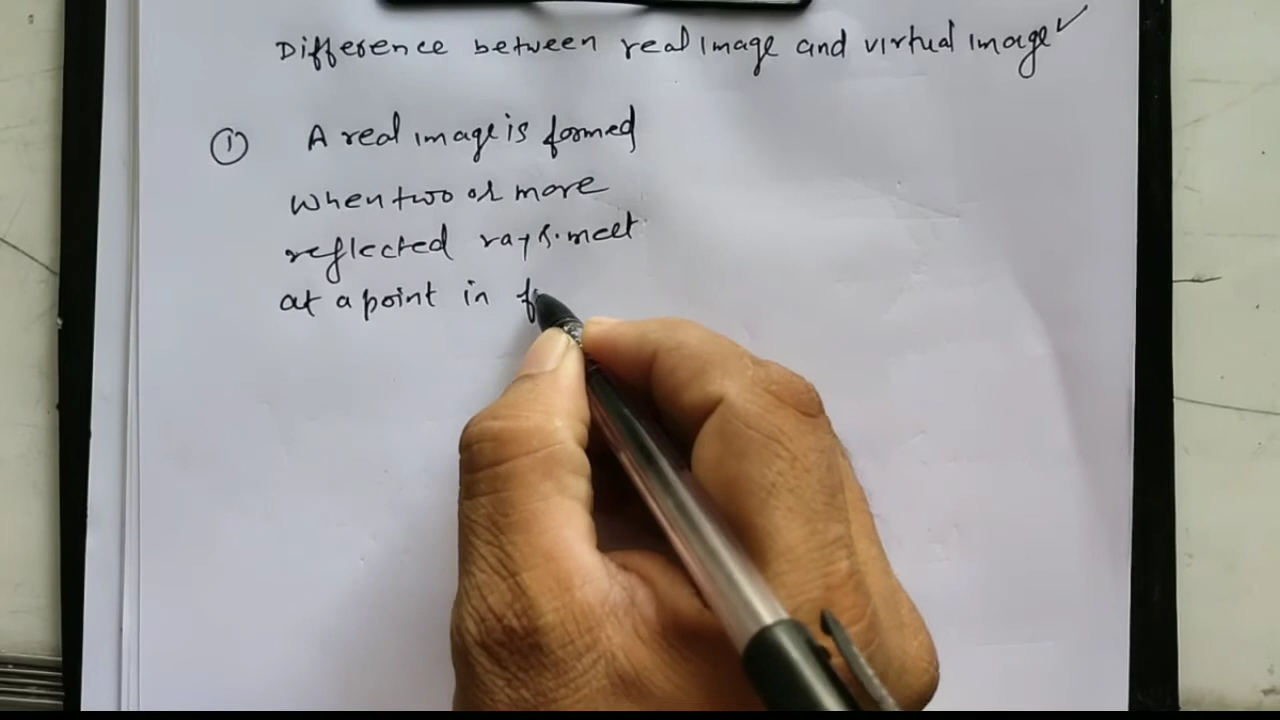 Difference between real image and virtual image
① A real image is formed
when two or more
reflected rays meet
at a point in f